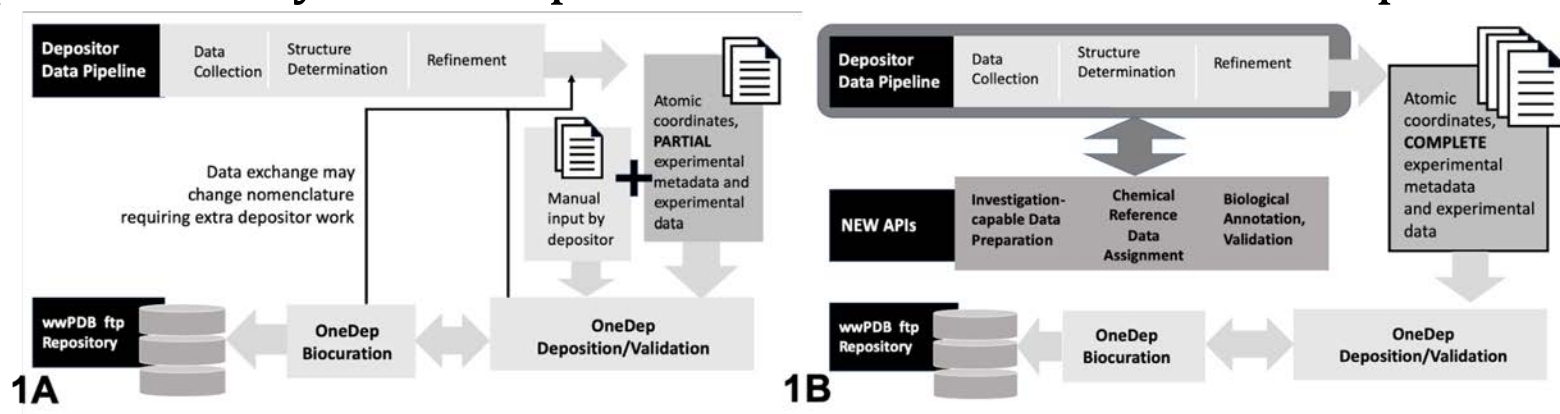 Depositor
Data Pipeline
Data
Collection
Structure
Determination
Refinement
Atomic
coordinates,
PARTIAL
experimental
metadata and
experimental
data
+
Manual
input by
depositor
Data exchange may
change nomenclature
requiring extra depositor work
wwPDB ftp
Repository
OneDep
Biocuration
OneDep
Deposition/Validation
1A
Depositor
Data Pipeline
Data
Collection
Structure
Determination
Refinement
Atomic
coordinates,
COMPLETE
experimental
metadata
and experimental
data
NEW APIs
Investigation-
capable Data
Preparation
Chemical
Reference
Data
Assignment
Biological
Annotation,
Validation
wwPDB ftp
Repository
OneDep
Biocuration
OneDep
Deposition/Validation
1B